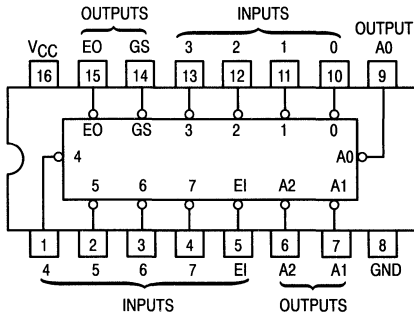 OUTPUTS INPUTS OUTPUT
VCC EO GS 3 2 1 0 A0
16 15 14 13 12 11 10 9
EO GS 3 2 1 0
4 A0
5 6 7 EI A2 A1
1 2 3 4 5 6 7 8
4 5 6 7 EI A2 A1 GND
INPUTS OUTPUTS